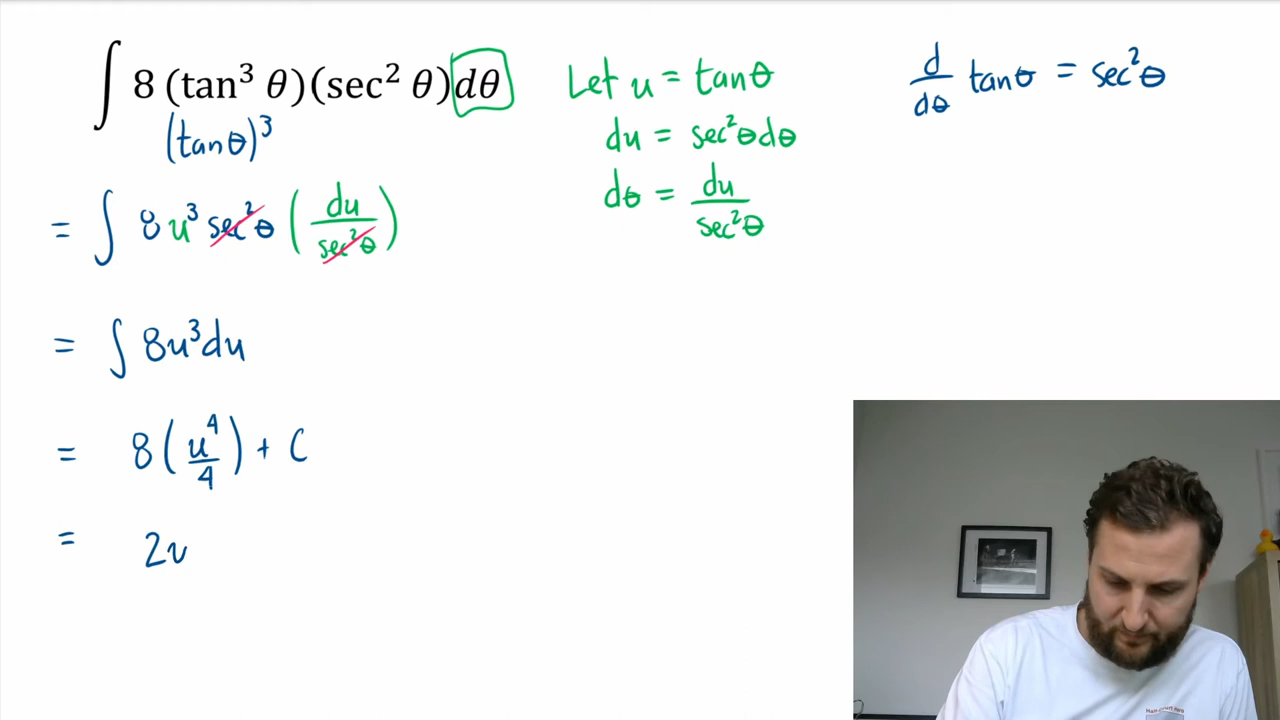 ∫ 8 (tan³ θ)(sec² θ)dθ
(tanθ)³
Let u = tanθ
du = sec²θdθ
dθ = du/sec²θ
d/dθ tanθ = sec²θ
= ∫ 8u³ sec²θ (du/sec²θ)
= ∫ 8u³du
= 8(u⁴/4) + C
= 2u